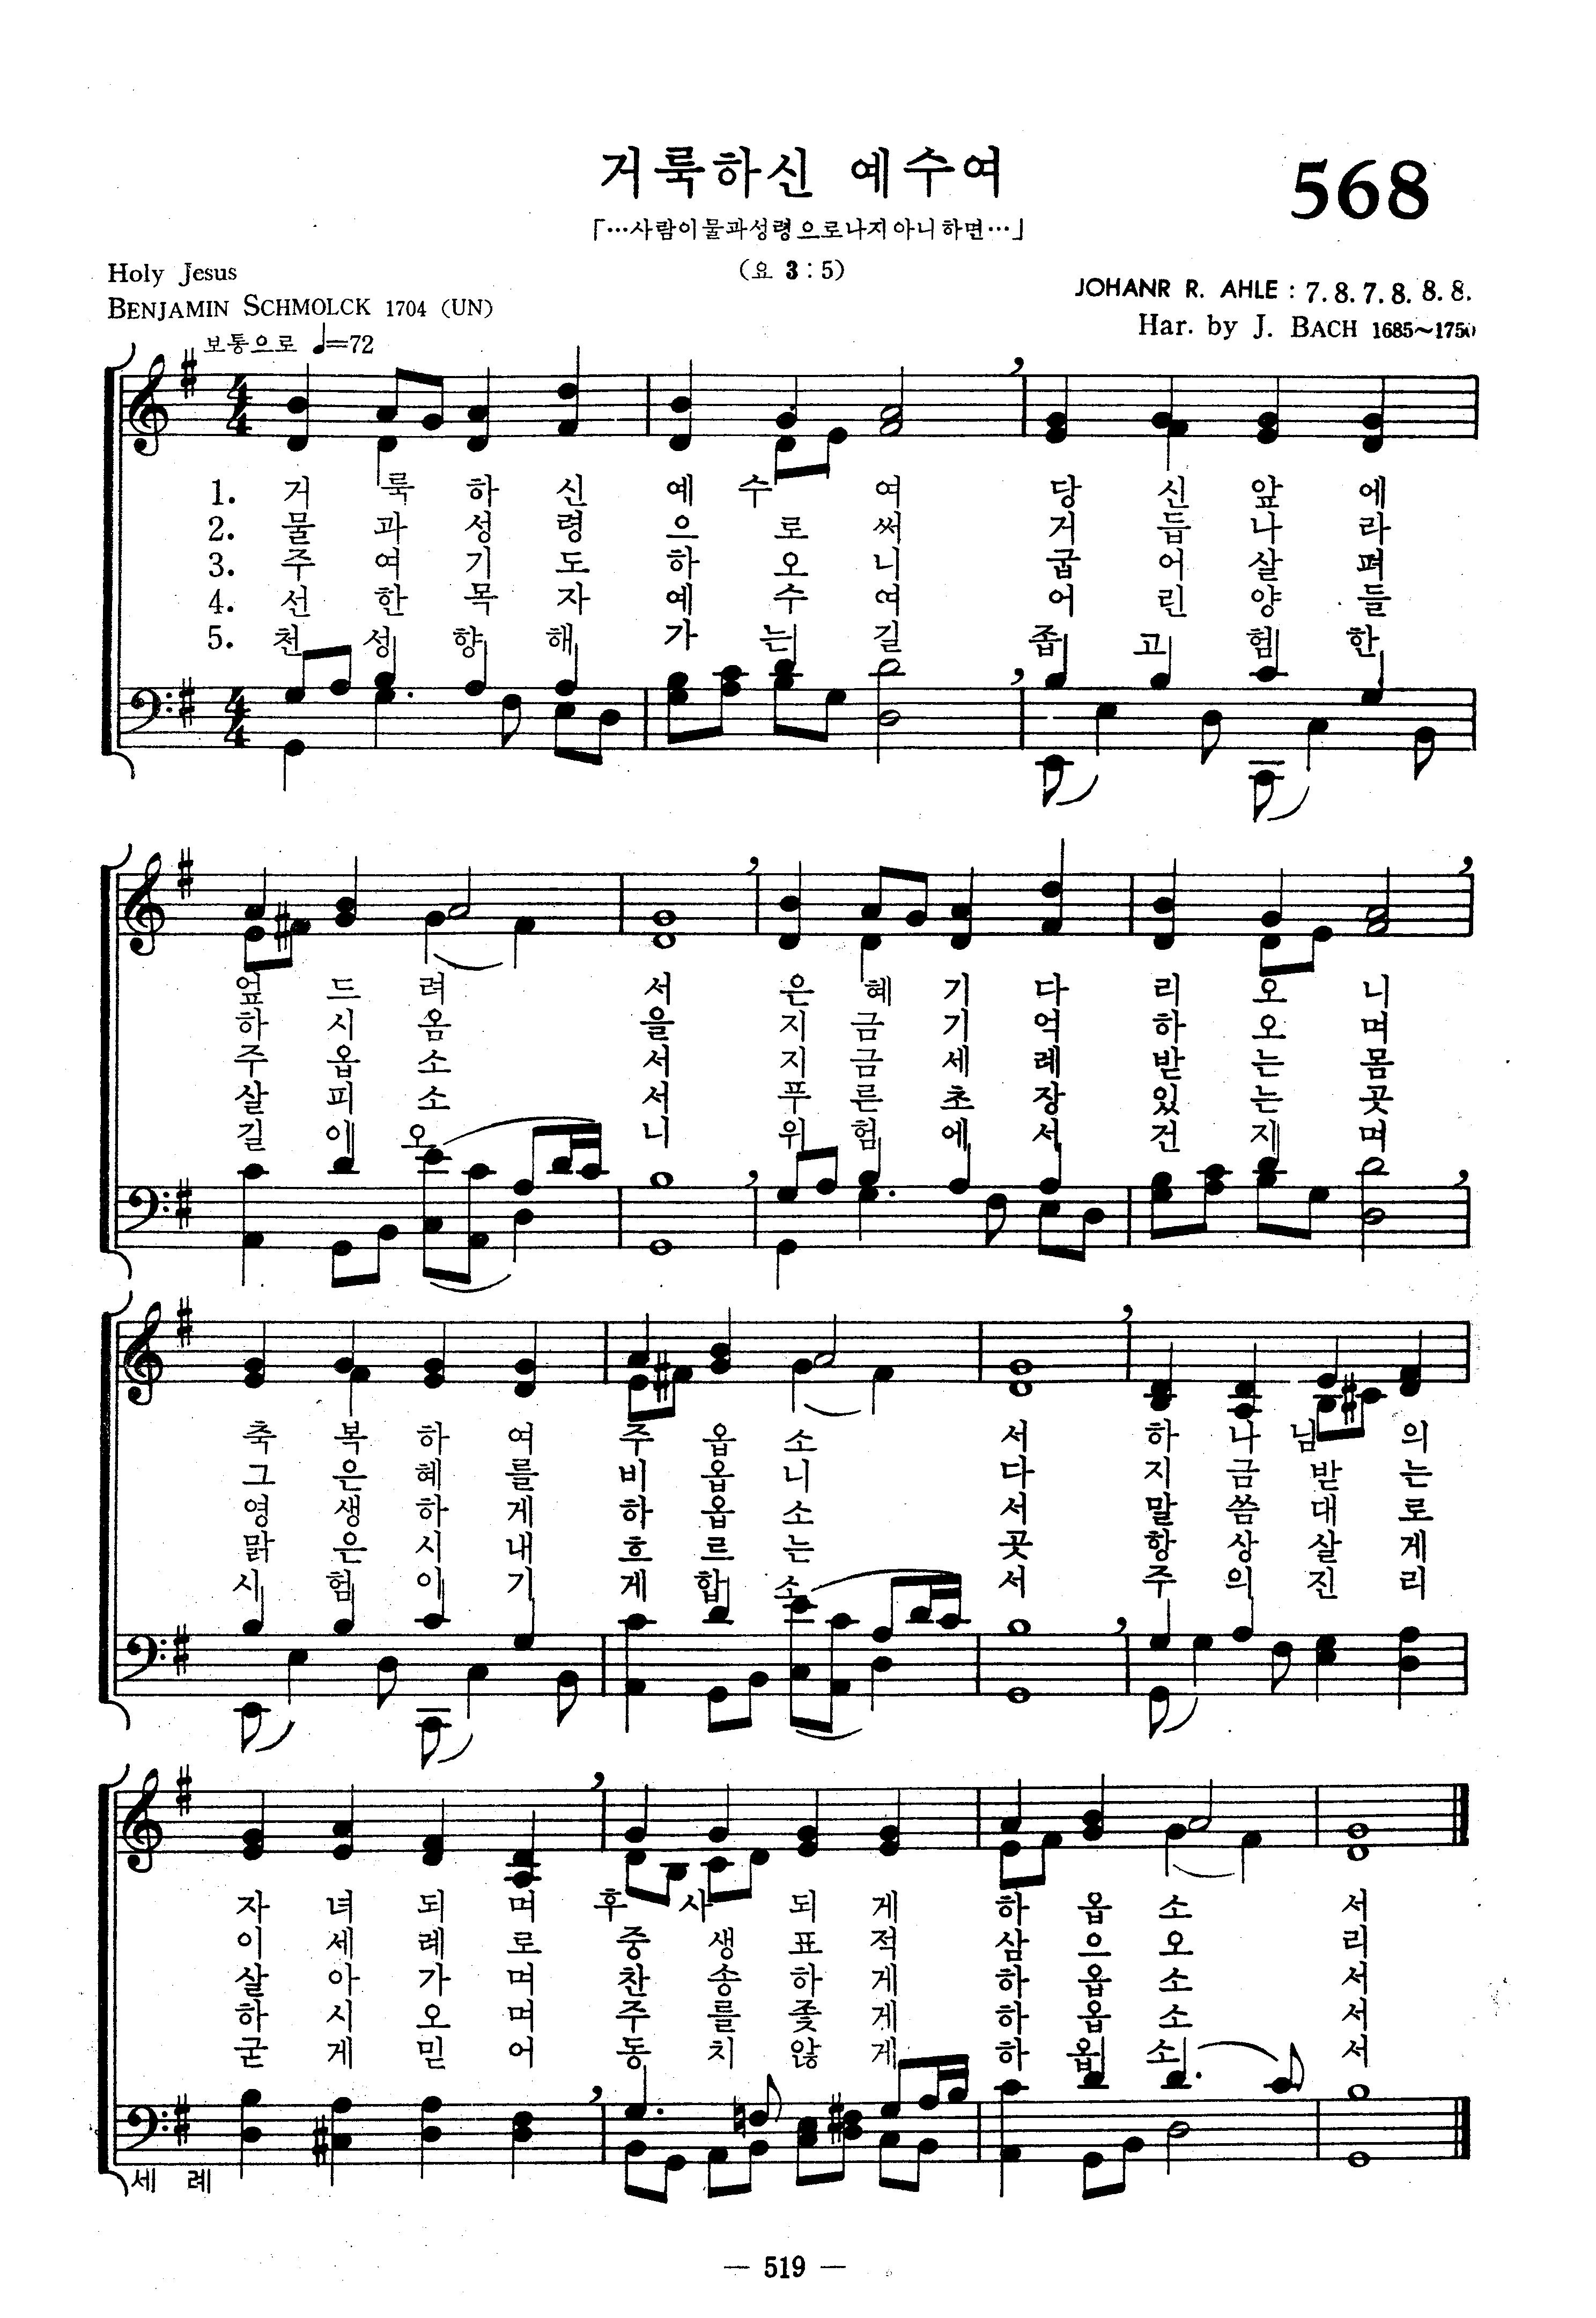 거룩하신 예수여
568
「…사람이물과성령으로나지아니하면…」
(요 3 : 5)
Holy Jesus
BENJAMIN SCHMOLCK 1704 (UN)
JOHANR R. AHLE : 7. 8. 7. 8. 8. 8.
Har. by J. BACH 1685~1750
보통으로 ♩=72
1. 거 룩 하 신 예 수 여 당 신 앞 에
2. 물 과 성 령 으 로 써 거 듭 나 라
3. 주 여 기 도 하 오 니 굽 어 살 펴
4. 선 한 목 자 예 수 여 어 린 양 들
5. 천 성 향 해 가 는 길 좁 고 험 한
엎 드 려 서 은 혜 기 다 리 오 니
하 시 옴 을 지 금 기 억 하 오 며
주 옵 소 서 지 금 세 례 받 는 몸
살 피 소 서 푸 른 초 장 있 는 곳
길 이 오 니 위 험 에 서 건 지 며
축 복 하 여 주 옵 소 서 하 나 님 의
그 은 혜 를 비 옵 니 다 지 금 받 는
영 생 하 게 하 옵 소 서 말 씀 대 로
맑 은 시 내 흐 르 는 곳 항 상 살 게
시 험 이 기 게 합 소 서 주 의 진 리
자 녀 되 며 후 사 되 게 하 옵 소 서
이 세 례 로 중 생 표 적 삼 으 오 리
살 아 가 며 찬 송 하 게 하 옵 소 서
하 시 오 며 주 를 좇 게 하 옵 소 서
굳 게 믿 어 동 치 않 게 하 옵 소 서
세 례
— 519 —